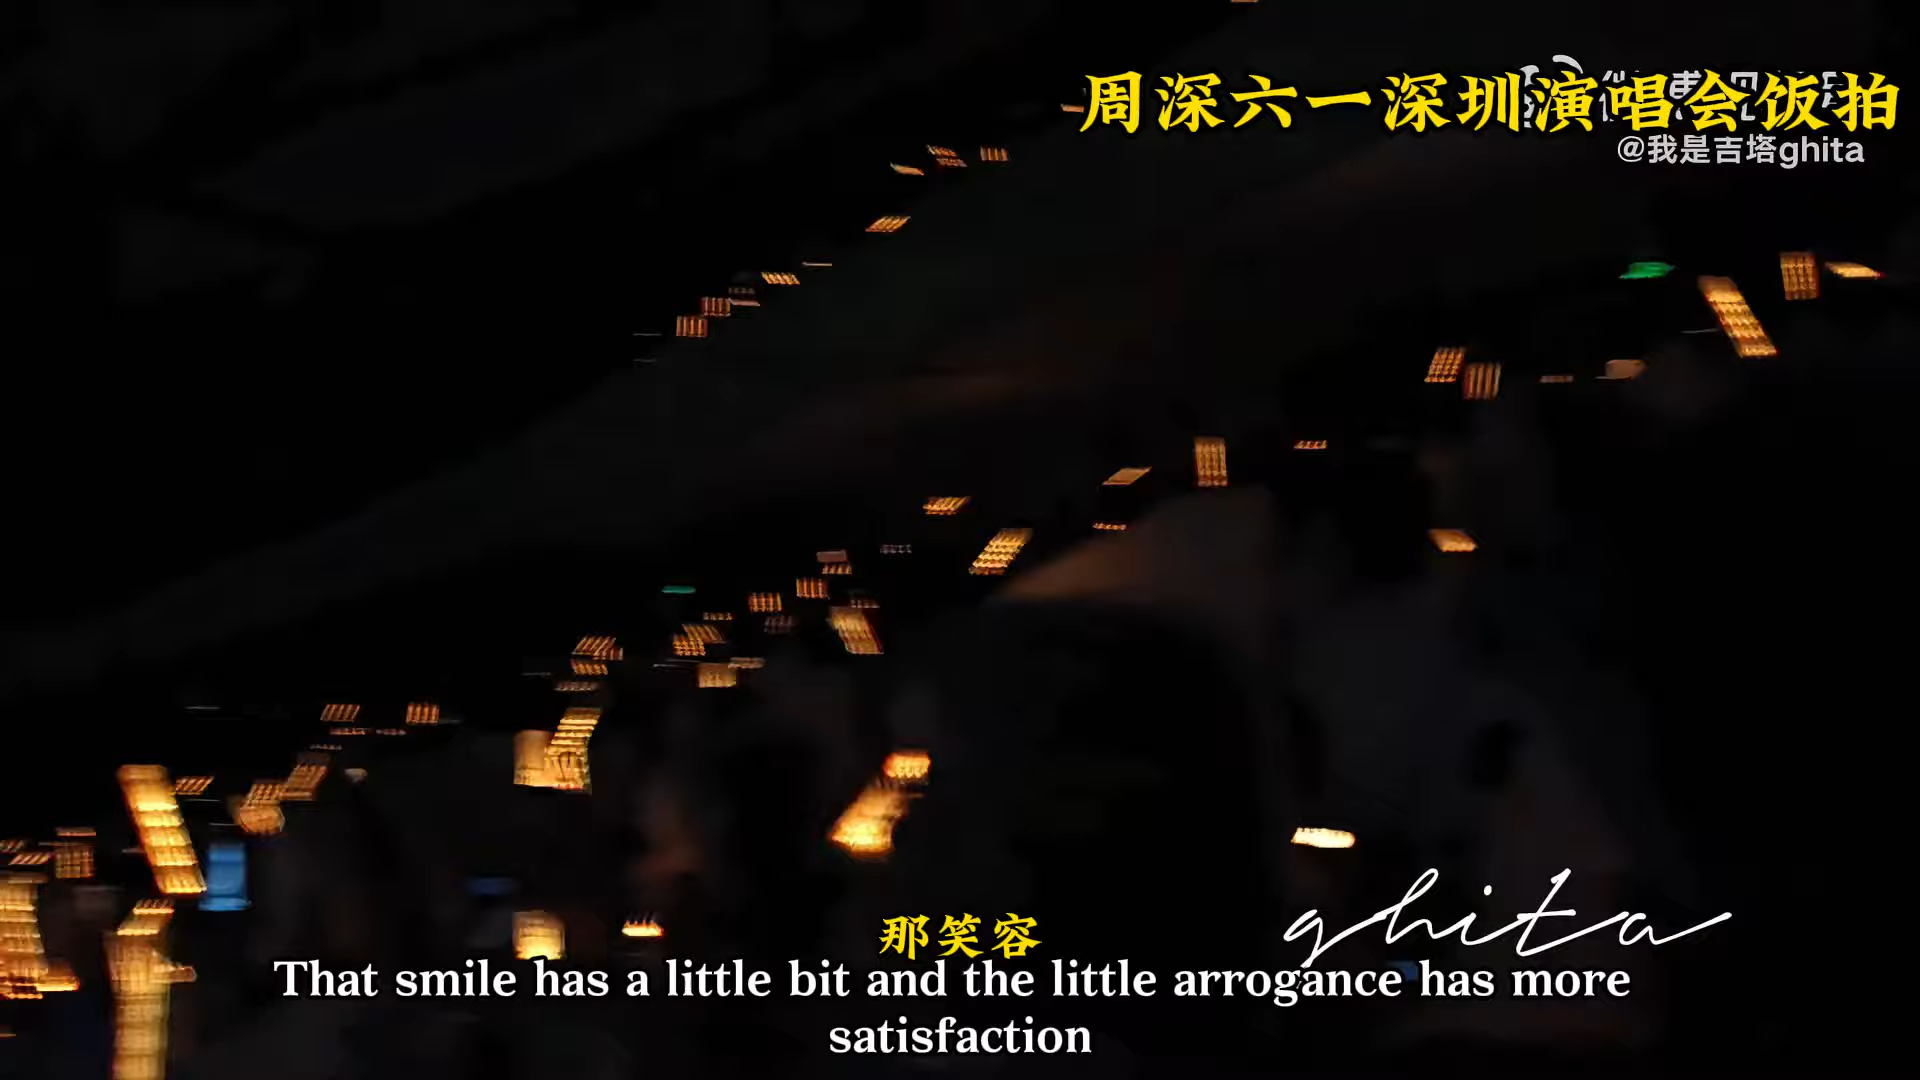 周深六一深圳演唱会饭拍
@我是吉塔ghita
那笑容
ghita
That smile has a little bit and the little arrogance has more
satisfaction